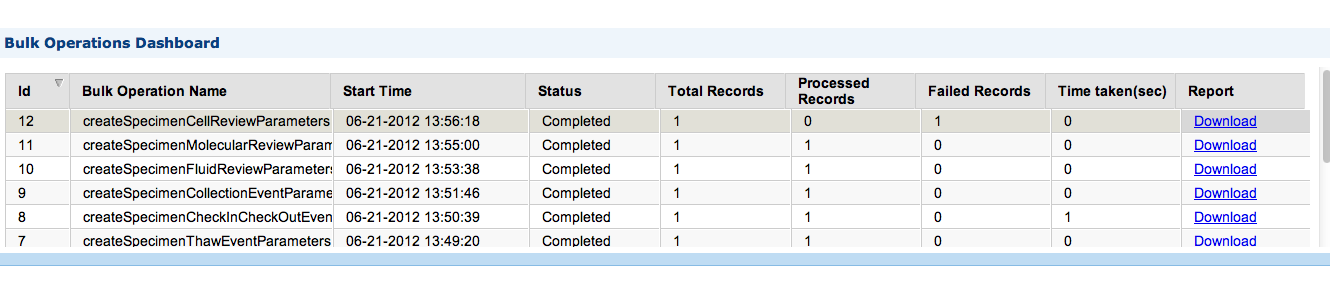 Bulk Operations Dashboard
Id Bulk Operation Name Start Time Status Total Records Processed Records Failed Records Time taken(sec) Report
12 createSpecimenCellReviewParameters 06-21-2012 13:56:18 Completed 1 0 1 0 Download
11 createSpecimenMolecularReviewParam 06-21-2012 13:55:00 Completed 1 1 0 0 Download
10 createSpecimenFluidReviewParameters 06-21-2012 13:53:38 Completed 1 1 0 0 Download
9 createSpecimenCollectionEventParame 06-21-2012 13:51:46 Completed 1 1 0 0 Download
8 createSpecimenCheckInCheckOutEven 06-21-2012 13:50:39 Completed 1 1 0 1 Download
7 createSpecimenThawEventParameters 06-21-2012 13:49:20 Completed 1 1 0 0 Download